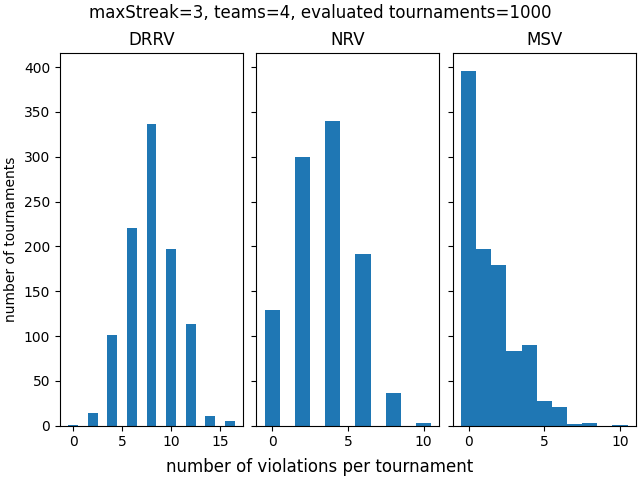 maxStreak=3, teams=4, evaluated tournaments=1000
DRRV NRV MSV
number of tournaments
400
350
300
250
200
150
100
50
0
0 5 10 15 0 5 10 0 5 10
number of violations per tournament